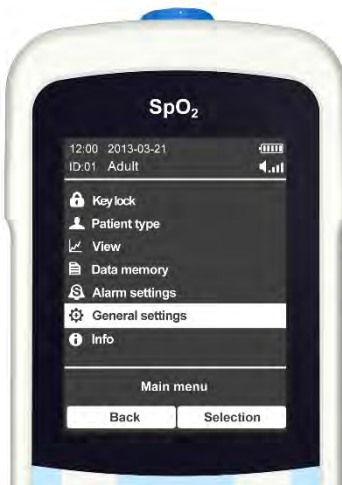 SpO₂
12:00 2013-03-21
ID:01 Adult
Key lock
Patient type
View
Data memory
Alarm settings
General settings
Info
Main menu
Back Selection